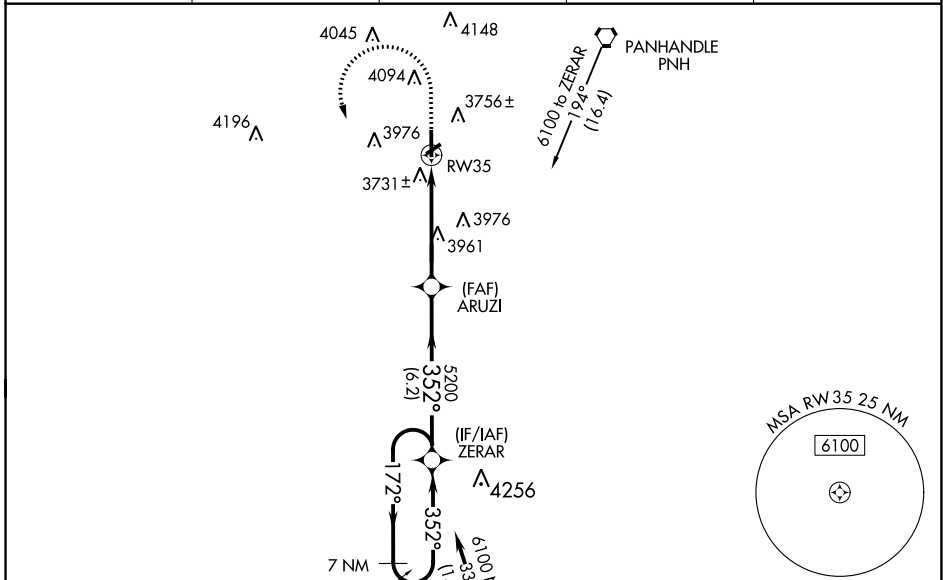 4148
4045
PANHANDLE
PNH
4094
6100 to ZERAR
194°
(16.4)
3756±
4196
3976
RW35
3731±
3976
3961
(FAF)
ARUZI
5200
352°
(6.2)
MSA RW35 25 NM
6100
(IF/IAF)
ZERAR
4256
172°
352°
6100
7 NM